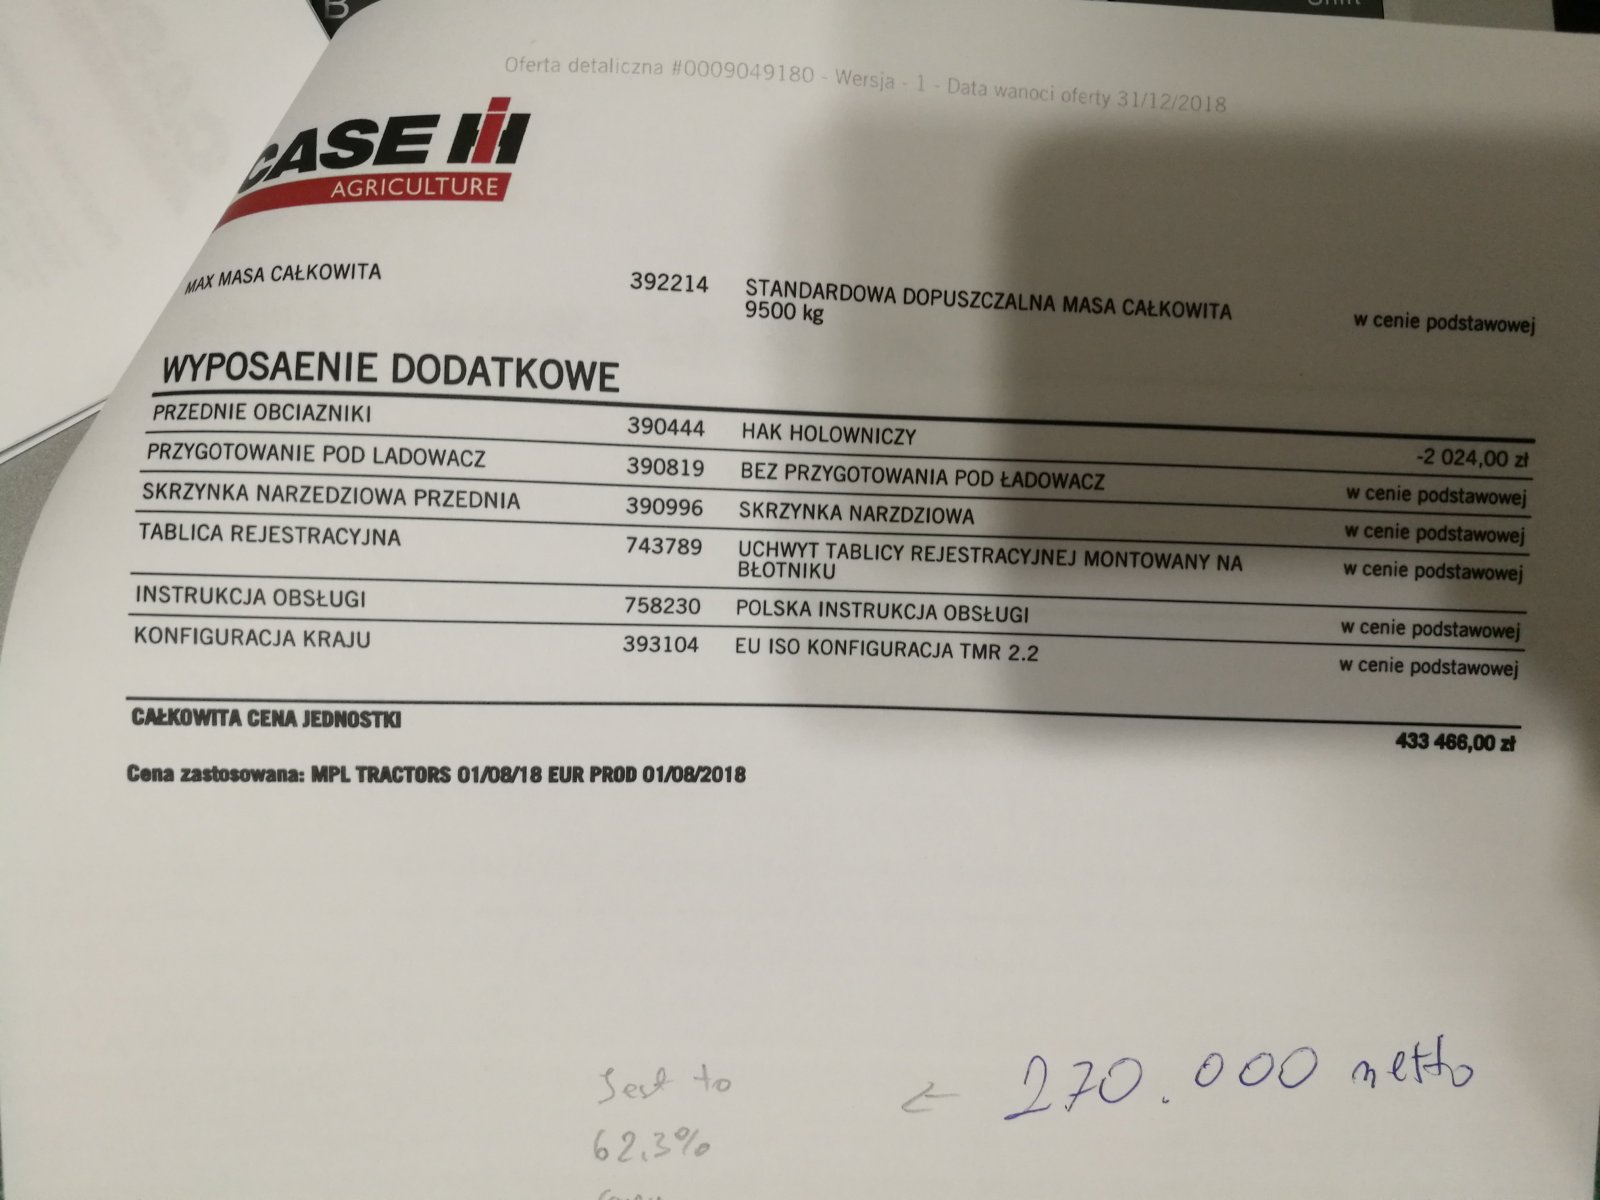 B
Shift
Oferta detaliczna #0009049180 - Wersja - 1 - Data wanoci oferty 31/12/2018
CASE IH
AGRICULTURE
MAX MASA CAŁKOWITA 392214 STANDARDOWA DOPUSZCZALNA MASA CAŁKOWITA w cenie podstawowej
9500 kg
WYPOSAENIE DODATKOWE
PRZEDNIE OBCIAZNIKI 390444 HAK HOLOWNICZY -2 024,00 zł
PRZYGOTOWANIE POD LADOWACZ 390819 BEZ PRZYGOTOWANIA POD ŁADOWACZ w cenie podstawowej
SKRZYNKA NARZEDZIOWA PRZEDNIA 390996 SKRZYNKA NARZDZIOWA w cenie podstawowej
TABLICA REJESTRACYJNA 743789 UCHWYT TABLICY REJESTRACYJNEJ MONTOWANY NA w cenie podstawowej
BŁOTNIKU
INSTRUKCJA OBSŁUGI 758230 POLSKA INSTRUKCJA OBSŁUGI w cenie podstawowej
KONFIGURACJA KRAJU 393104 EU ISO KONFIGURACJA TMR 2.2 w cenie podstawowej
CAŁKOWITA CENA JEDNOSTKI 433 466,00 zł
Cena zastosowana: MPL TRACTORS 01/08/18 EUR PROD 01/08/2018
Jest to ← 270.000 netto
62,3%